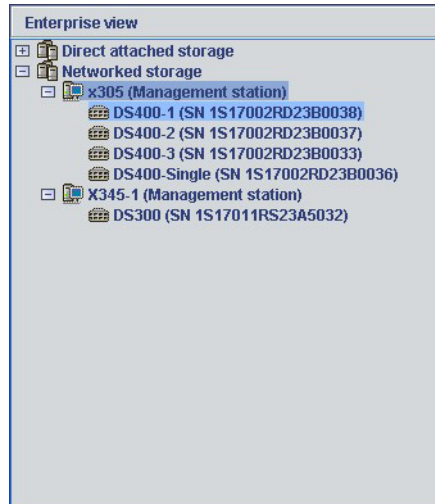 Enterprise view
Direct attached storage
Networked storage
x305 (Management station)
DS400-1 (SN 1S17002RD23B0038)
DS400-2 (SN 1S17002RD23B0037)
DS400-3 (SN 1S17002RD23B0033)
DS400-Single (SN 1S17002RD23B0036)
X345-1 (Management station)
DS300 (SN 1S17011RS23A5032)